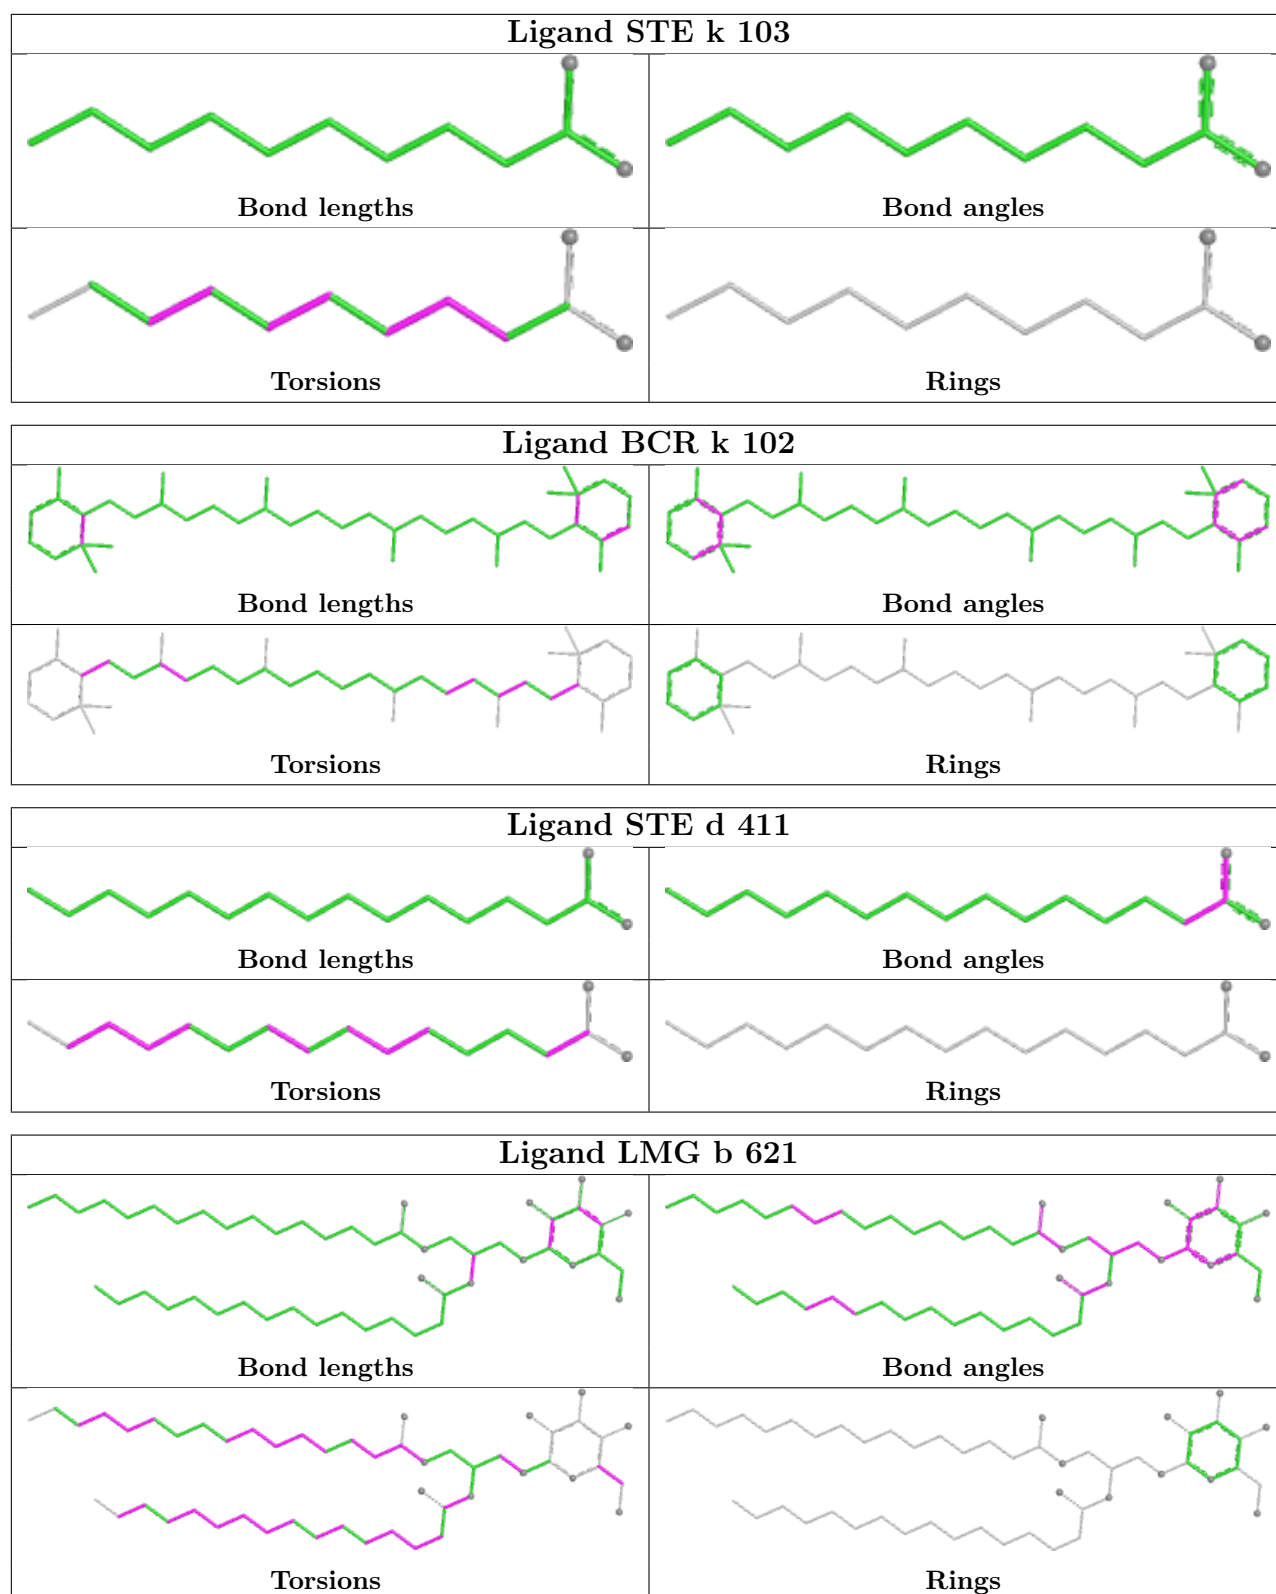 Ligand STE k 103
Bond lengths
Bond angles
Torsions
Rings
Ligand BCR k 102
Bond lengths
Bond angles
Torsions
Rings
Ligand STE d 411
Bond lengths
Bond angles
Torsions
Rings
Ligand LMG b 621
Bond lengths
Bond angles
Torsions
Rings